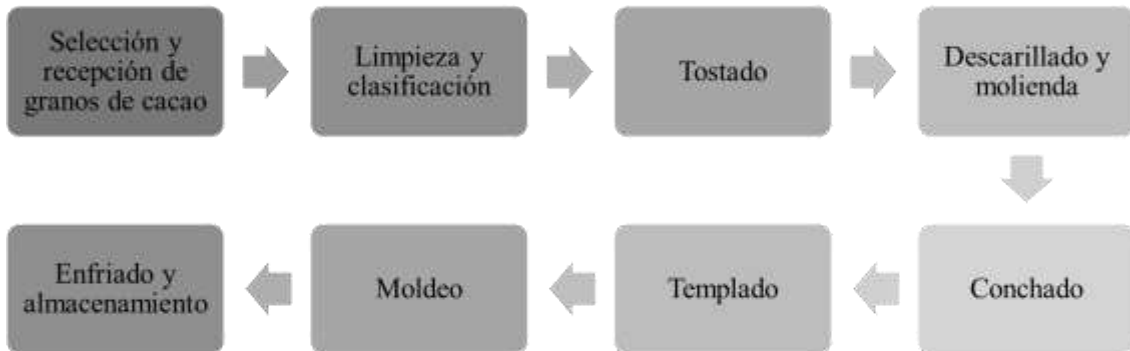 Selección y
recepción de
granos de cacao
Limpieza y
clasificación
Tostado
Descarillado y
molienda
Conchado
Templado
Moldeo
Enfriado y
almacenamiento